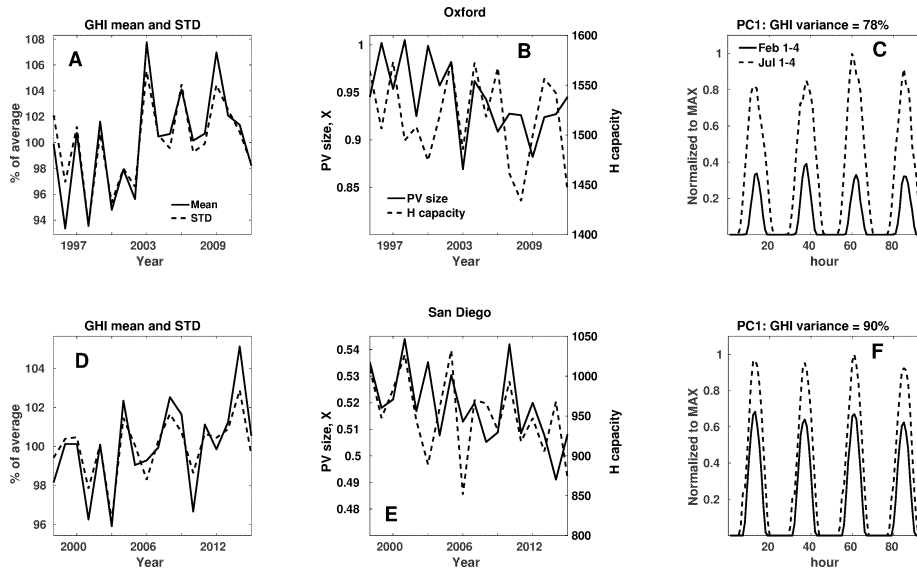 Oxford
GHI mean and STD
108
106
104
102
100
98
96
94
% of average
A
Mean
STD
1997
2003
2009
Year
1
0.95
0.9
0.85
PV size, X
B
PV size
H capacity
1600
1550
1500
1450
1400
H capacity
1997
2003
2009
Year
PC1: GHI variance = 78%
C
Feb 1-4
Jul 1-4
1
0.8
0.6
0.4
0.2
Normalized to MAX
20
40
60
80
hour
San Diego
GHI mean and STD
104
102
100
98
96
% of average
D
2000
2006
2012
Year
0.54
0.53
0.52
0.51
0.5
0.49
0.48
PV size, X
E
1050
1000
950
900
850
800
H capacity
2000
2006
2012
Year
PC1: GHI variance = 90%
F
1
0.8
0.6
0.4
0.2
Normalized to MAX
20
40
60
80
hour